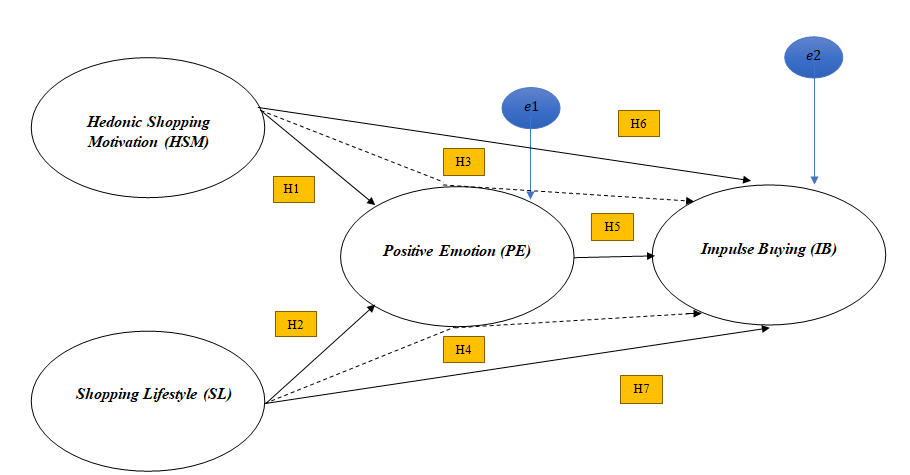 e2
e1
Hedonic Shopping
Motivation (HSM)
H6
H3
H1
H5
Positive Emotion (PE)
Impulse Buying (IB)
H2
H4
Shopping Lifestyle (SL)
H7